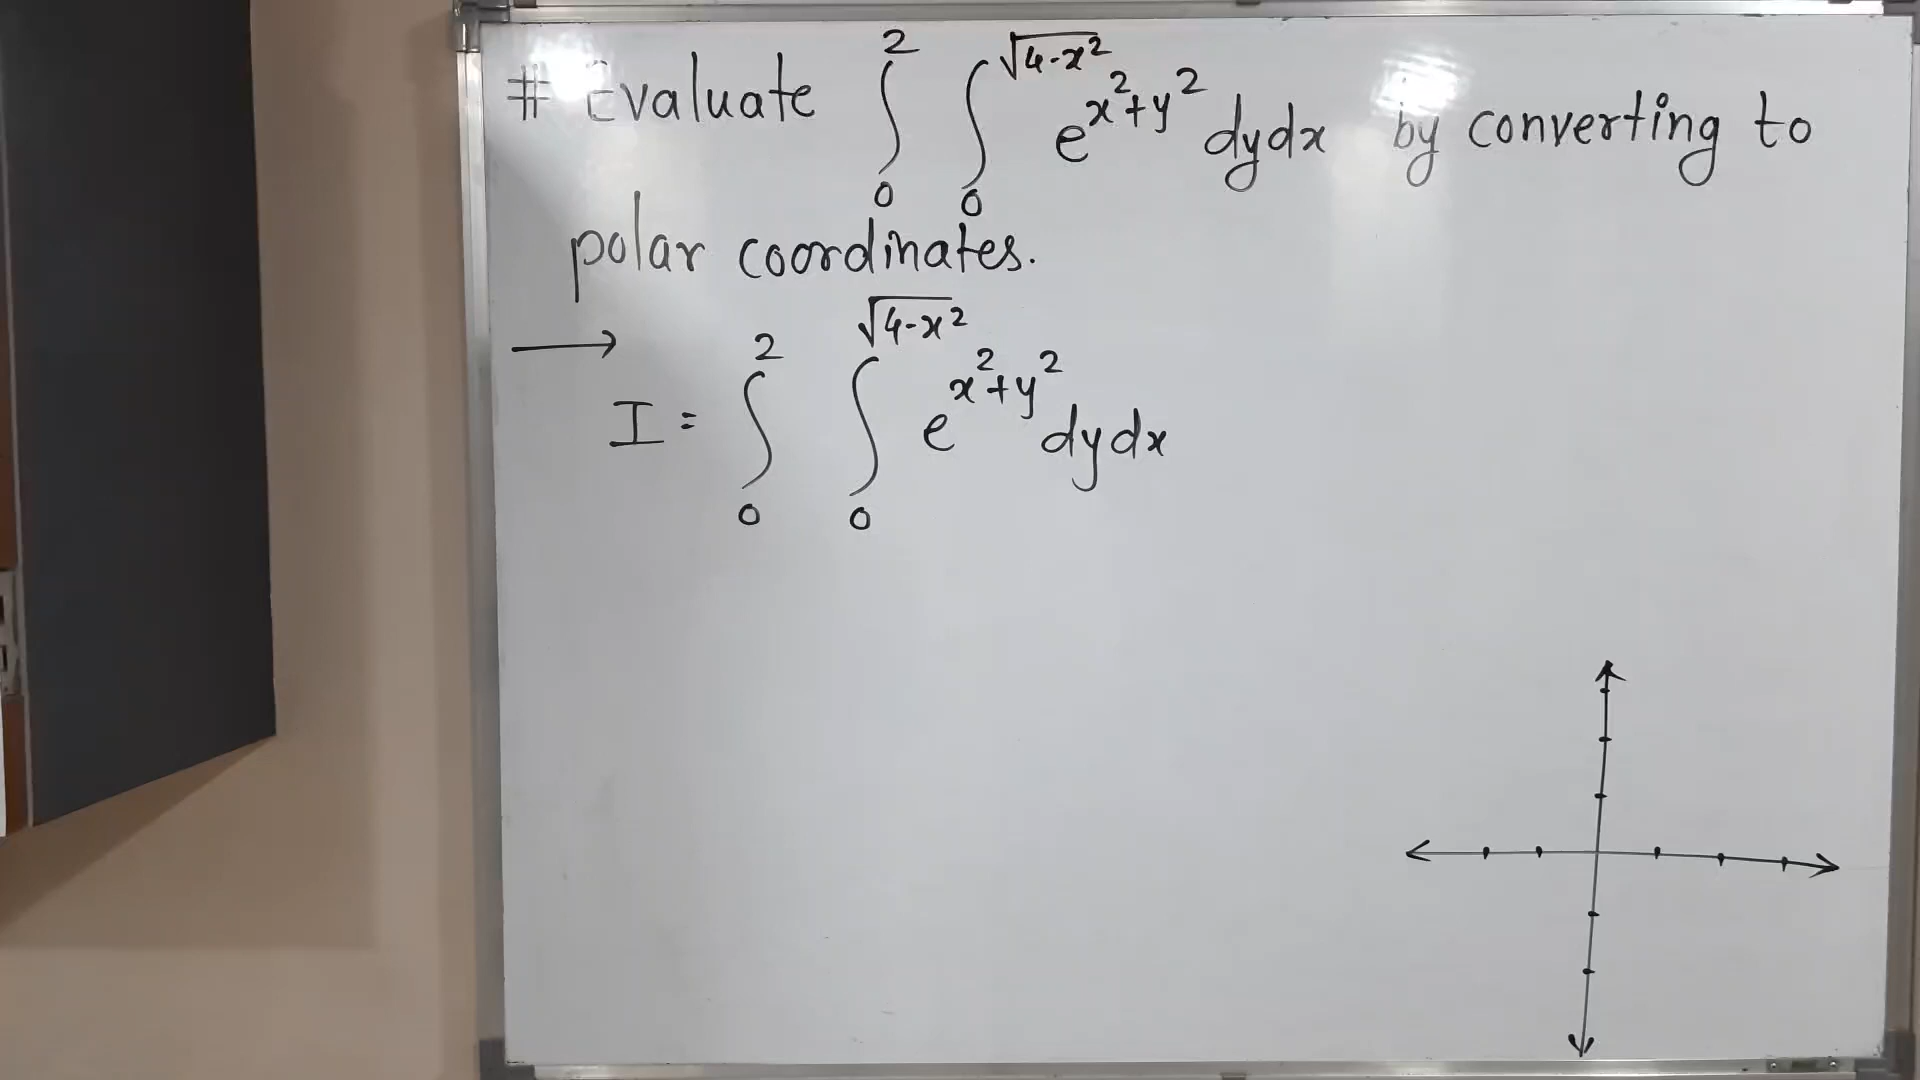 # Evaluate ∫₀² ∫₀^√(4-x²) e^(x²+y²) dydx by converting to
polar coordinates.
→
I = ∫₀² ∫₀^√(4-x²) e^(x²+y²) dydx